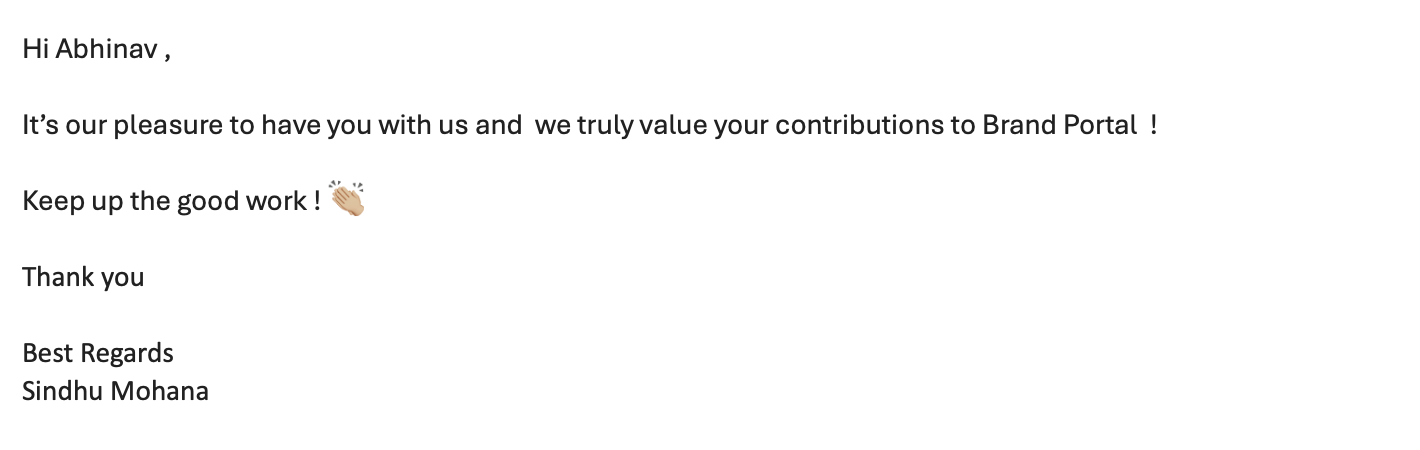 Hi Abhinav ,
It’s our pleasure to have you with us and  we truly value your contributions to Brand Portal  !
Keep up the good work ! 👏🏼
Thank you
Best Regards
Sindhu Mohana